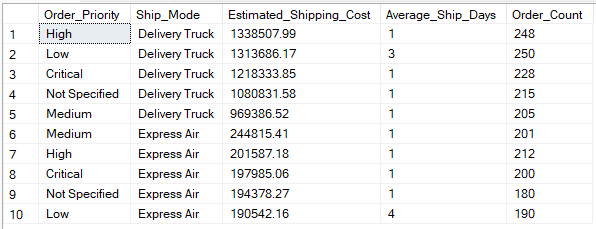 Order_Priority Ship_Mode Estimated_Shipping_Cost Average_Ship_Days Order_Count
1 High Delivery Truck 1338507.99 1 248
2 Low Delivery Truck 1313686.17 3 250
3 Critical Delivery Truck 1218333.85 1 228
4 Not Specified Delivery Truck 1080831.58 1 215
5 Medium Delivery Truck 969386.52 1 205
6 Medium Express Air 244815.41 1 201
7 High Express Air 201587.18 1 212
8 Critical Express Air 197985.06 1 200
9 Not Specified Express Air 194378.27 1 180
10 Low Express Air 190542.16 4 190